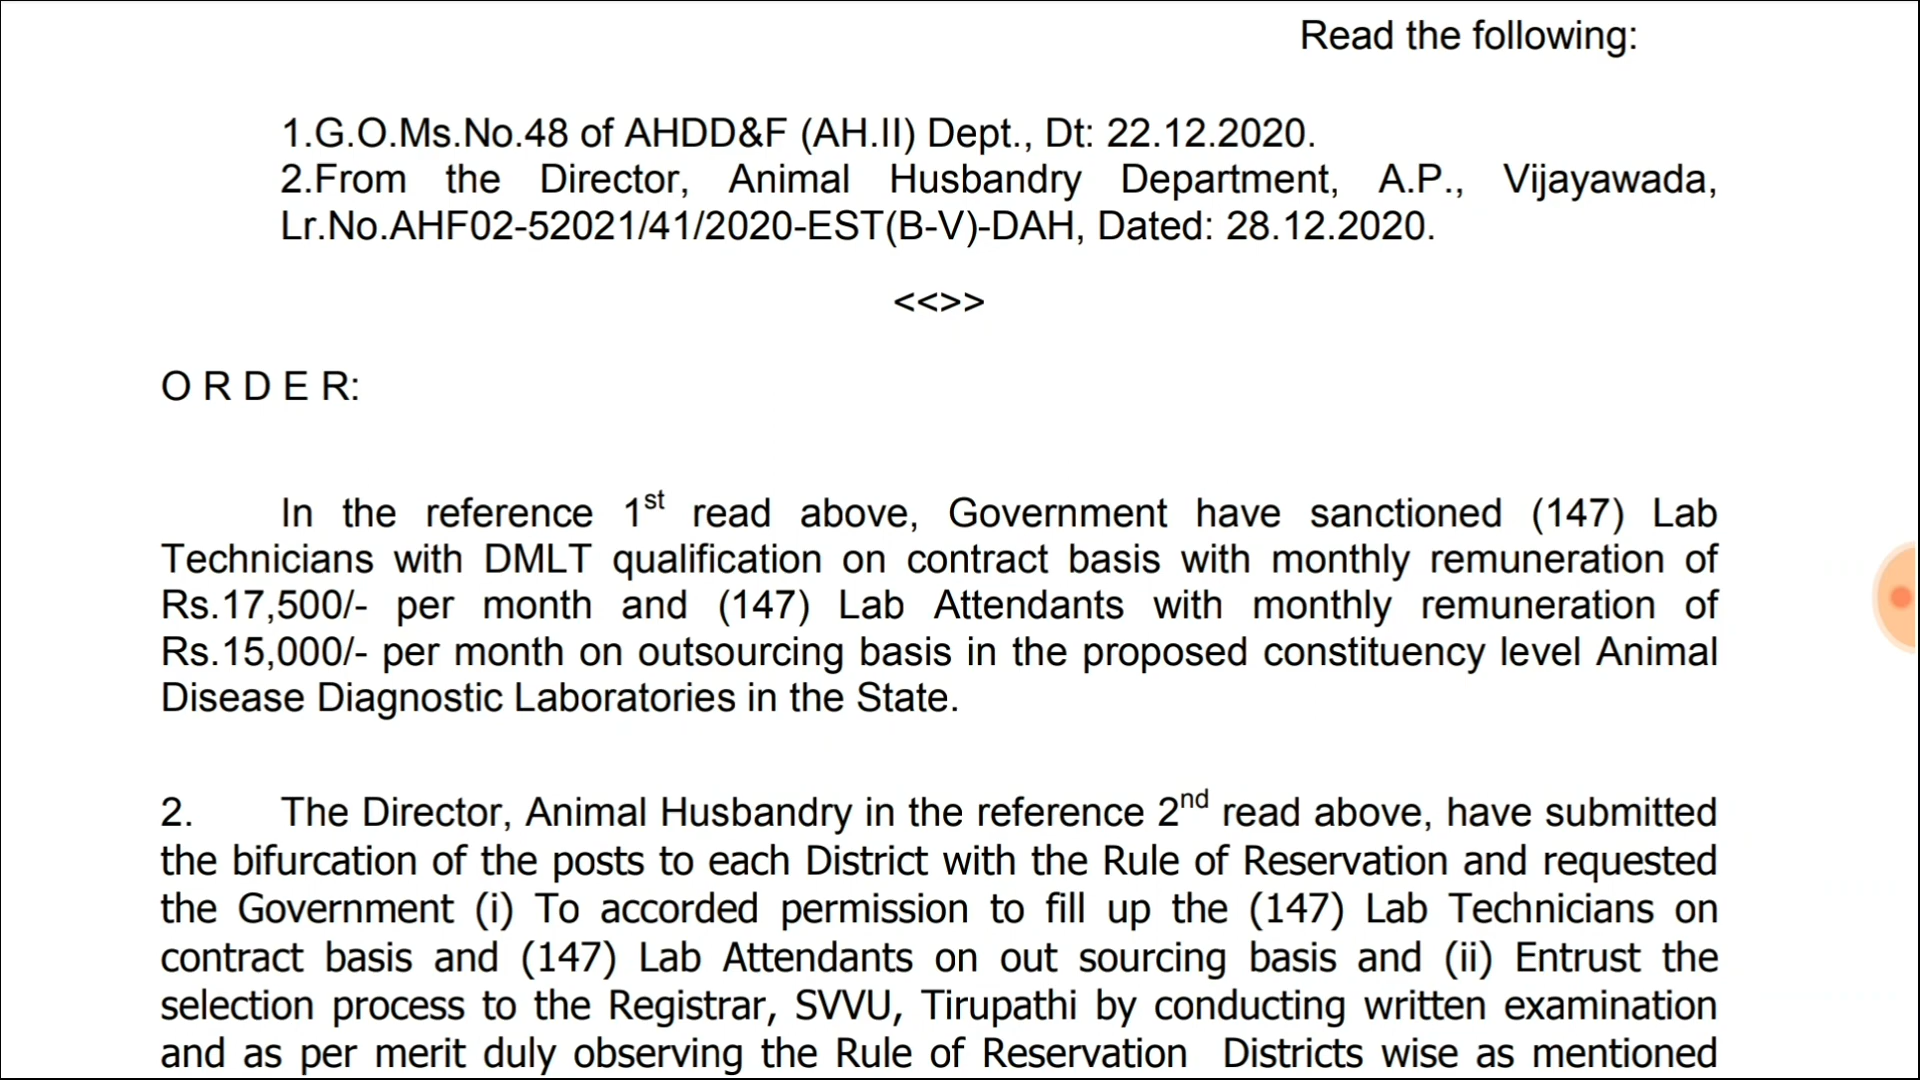 Read the following:
1.G.O.Ms.No.48 of AHDD&F (AH.II) Dept., Dt: 22.12.2020.
2.From the Director, Animal Husbandry Department, A.P., Vijayawada,
Lr.No.AHF02-52021/41/2020-EST(B-V)-DAH, Dated: 28.12.2020.
<<>>
O R D E R:
In the reference 1st read above, Government have sanctioned (147) Lab
Technicians with DMLT qualification on contract basis with monthly remuneration of
Rs.17,500/- per month and (147) Lab Attendants with monthly remuneration of
Rs.15,000/- per month on outsourcing basis in the proposed constituency level Animal
Disease Diagnostic Laboratories in the State.
2. The Director, Animal Husbandry in the reference 2nd read above, have submitted
the bifurcation of the posts to each District with the Rule of Reservation and requested
the Government (i) To accorded permission to fill up the (147) Lab Technicians on
contract basis and (147) Lab Attendants on out sourcing basis and (ii) Entrust the
selection process to the Registrar, SVVU, Tirupathi by conducting written examination
and as per merit duly observing the Rule of Reservation Districts wise as mentioned